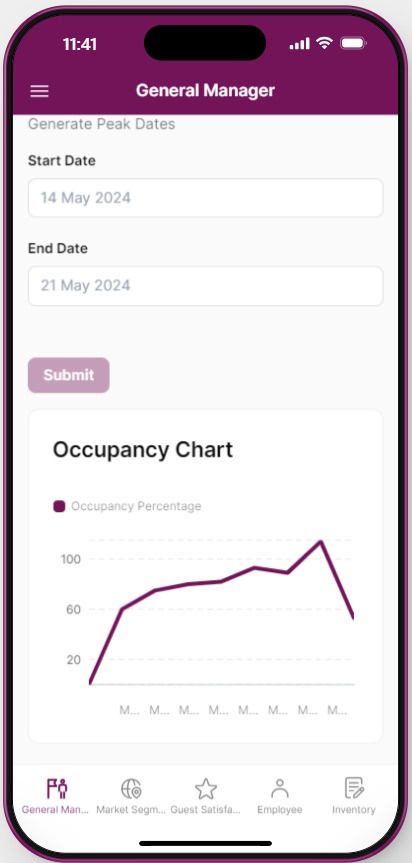 11:41
General Manager
Generate Peak Dates
Start Date
14 May 2024
End Date
21 May 2024
Submit
Occupancy Chart
Occupancy Percentage
100
60
20
M... M... M... M... M... M... M... M...
General Man... Market Segm... Guest Satisfa... Employee Inventory